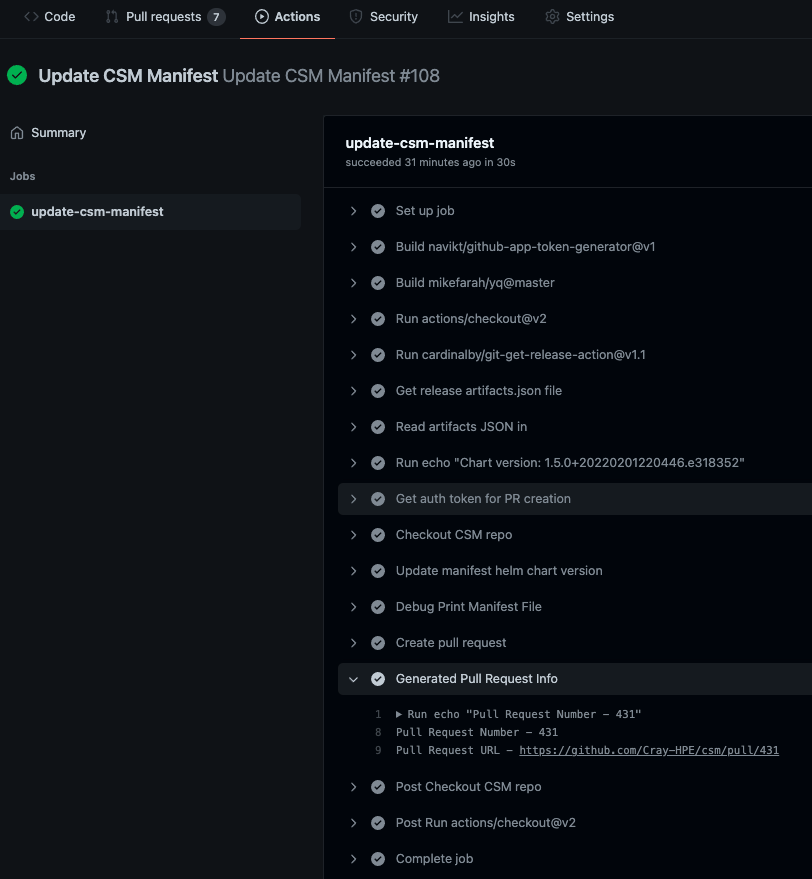 Code Pull requests 7 Actions Security Insights Settings
Update CSM Manifest Update CSM Manifest #108
Summary
Jobs
update-csm-manifest
update-csm-manifest
succeeded 31 minutes ago in 30s
Set up job
Build navikt/github-app-token-generator@v1
Build mikefarah/yq@master
Run actions/checkout@v2
Run cardinalby/git-get-release-action@v1.1
Get release artifacts.json file
Read artifacts JSON in
Run echo "Chart version: 1.5.0+20220201220446.e318352"
Get auth token for PR creation
Checkout CSM repo
Update manifest helm chart version
Debug Print Manifest File
Create pull request
Generated Pull Request Info
1 ▶ Run echo "Pull Request Number - 431"
8 Pull Request Number - 431
9 Pull Request URL - https://github.com/Cray-HPE/csm/pull/431
Post Checkout CSM repo
Post Run actions/checkout@v2
Complete job